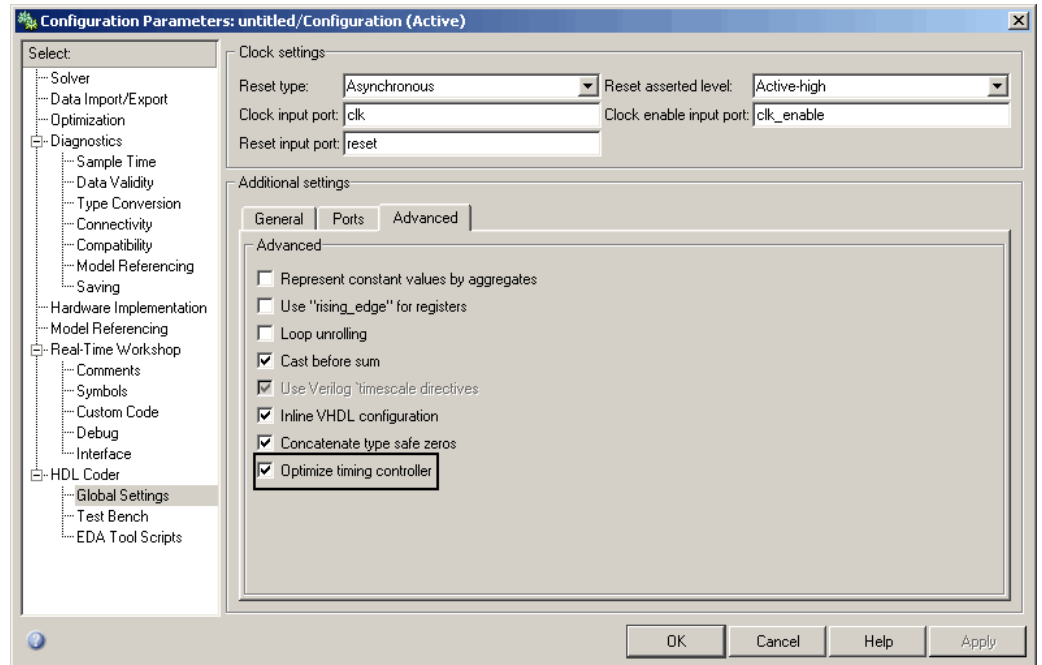 Configuration Parameters: untitled/Configuration (Active)
Select:
Solver
Data Import/Export
Optimization
Diagnostics
Sample Time
Data Validity
Type Conversion
Connectivity
Compatibility
Model Referencing
Saving
Hardware Implementation
Model Referencing
Real-Time Workshop
Comments
Symbols
Custom Code
Debug
Interface
HDL Coder
Global Settings
Test Bench
EDA Tool Scripts
Clock settings
Reset type: Asynchronous Reset asserted level: Active-high
Clock input port: clk Clock enable input port: clk_enable
Reset input port: reset
Additional settings
General Ports Advanced
Advanced
Represent constant values by aggregates
Use "rising_edge" for registers
Loop unrolling
Cast before sum
Use Verilog `timescale directives
Inline VHDL configuration
Concatenate type safe zeros
Optimize timing controller
OK Cancel Help Apply